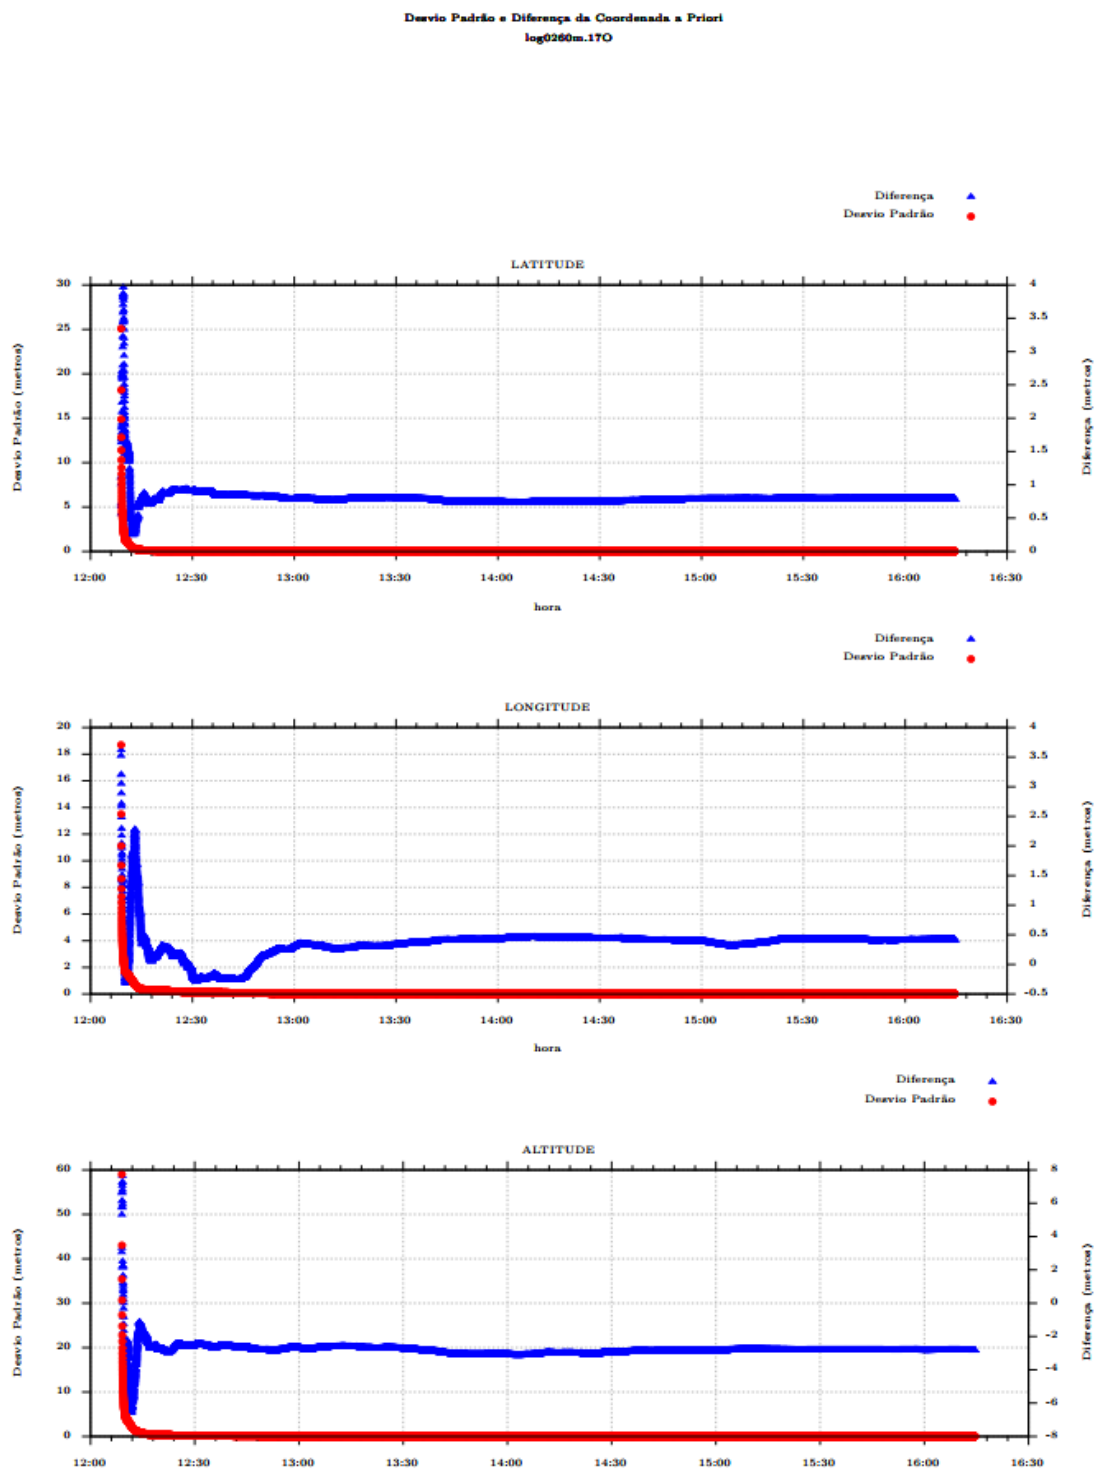 Desvio Padrão e Diferença da Coordenada a Priori
log0260m.17O
Diferença
Desvio Padrão
LATITUDE
30
25
20
15
10
5
0
Desvio Padrão (metros)
4
3.5
3
2.5
2
1.5
1
0.5
0
Diferença (metros)
12:00 12:30 13:00 13:30 14:00 14:30 15:00 15:30 16:00 16:30
hora
Diferença
Desvio Padrão
LONGITUDE
20
18
16
14
12
10
8
6
4
2
0
Desvio Padrão (metros)
4
3.5
3
2.5
2
1.5
1
0.5
0
-0.5
Diferença (metros)
12:00 12:30 13:00 13:30 14:00 14:30 15:00 15:30 16:00 16:30
hora
Diferença
Desvio Padrão
ALTITUDE
60
50
40
30
20
10
0
Desvio Padrão (metros)
8
6
4
2
0
-2
-4
-6
-8
Diferença (metros)
12:00 12:30 13:00 13:30 14:00 14:30 15:00 15:30 16:00 16:30